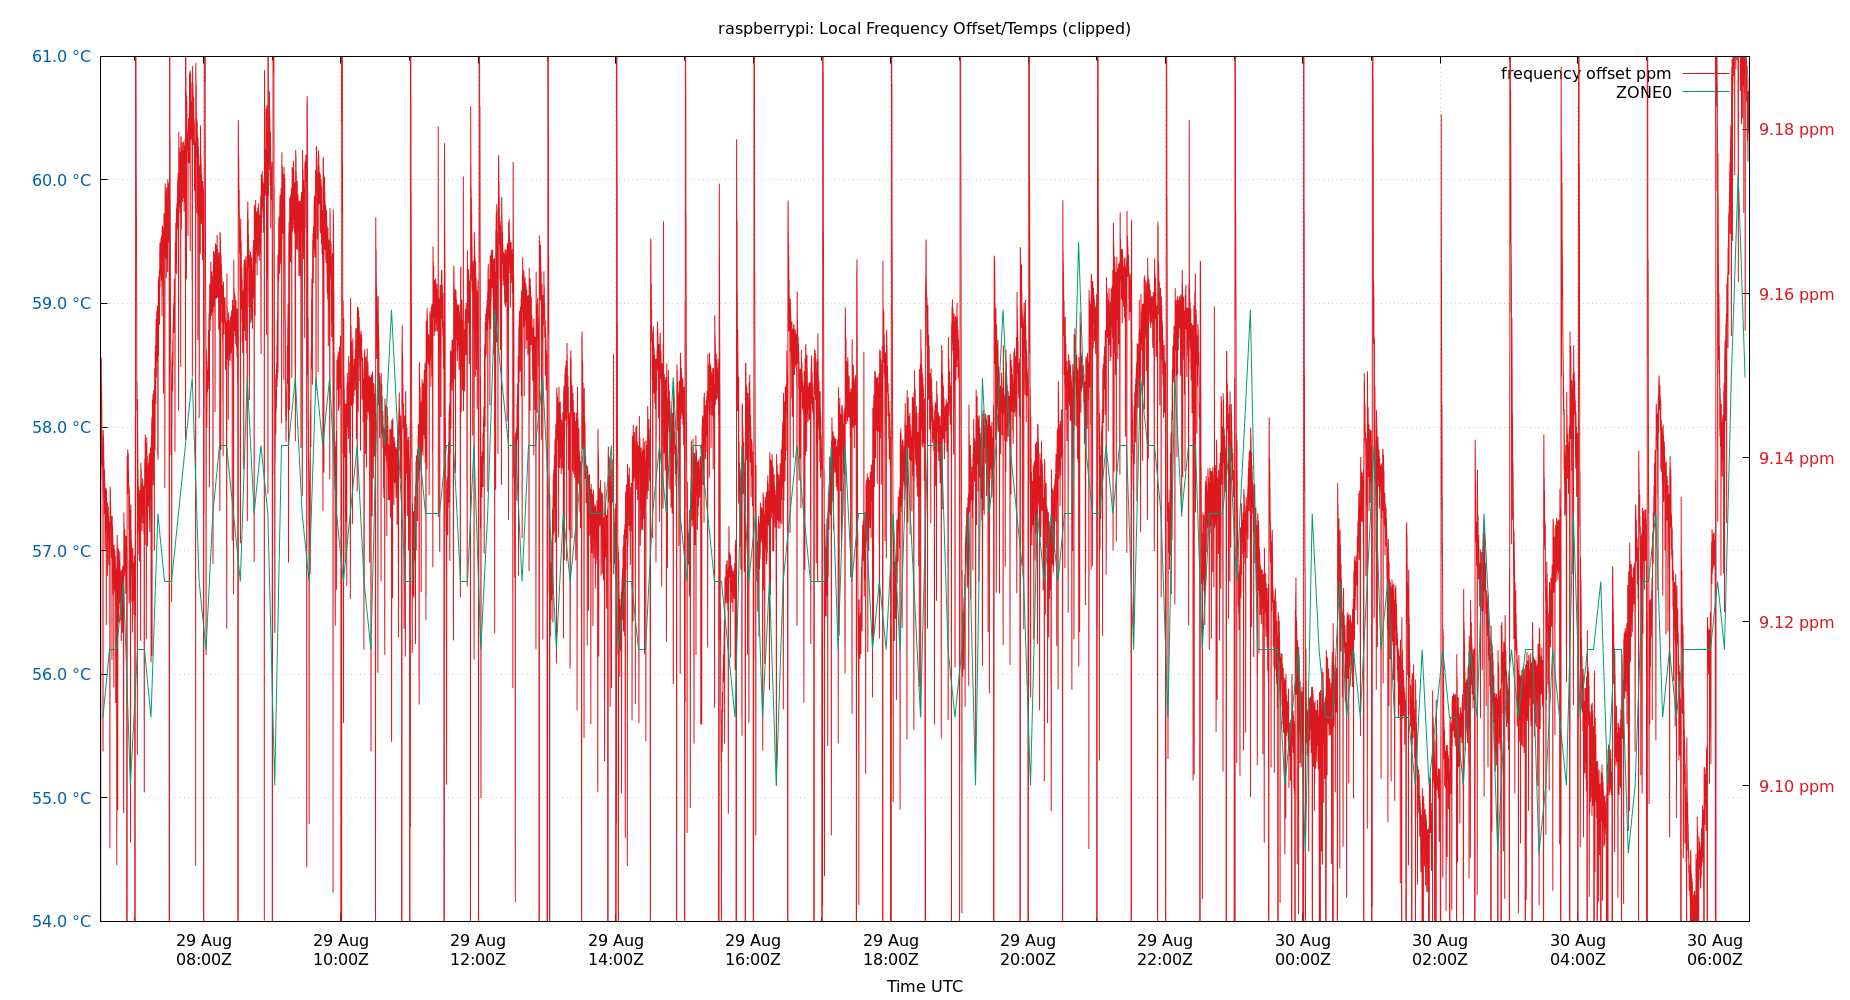 raspberrypi: Local Frequency Offset/Temps (clipped)
61.0 °C
60.0 °C
59.0 °C
58.0 °C
57.0 °C
56.0 °C
55.0 °C
54.0 °C
frequency offset ppm
ZONE0
9.18 ppm
9.16 ppm
9.14 ppm
9.12 ppm
9.10 ppm
29 Aug
08:00Z
29 Aug
10:00Z
29 Aug
12:00Z
29 Aug
14:00Z
29 Aug
16:00Z
29 Aug
18:00Z
29 Aug
20:00Z
29 Aug
22:00Z
30 Aug
00:00Z
30 Aug
02:00Z
30 Aug
04:00Z
30 Aug
06:00Z
Time UTC